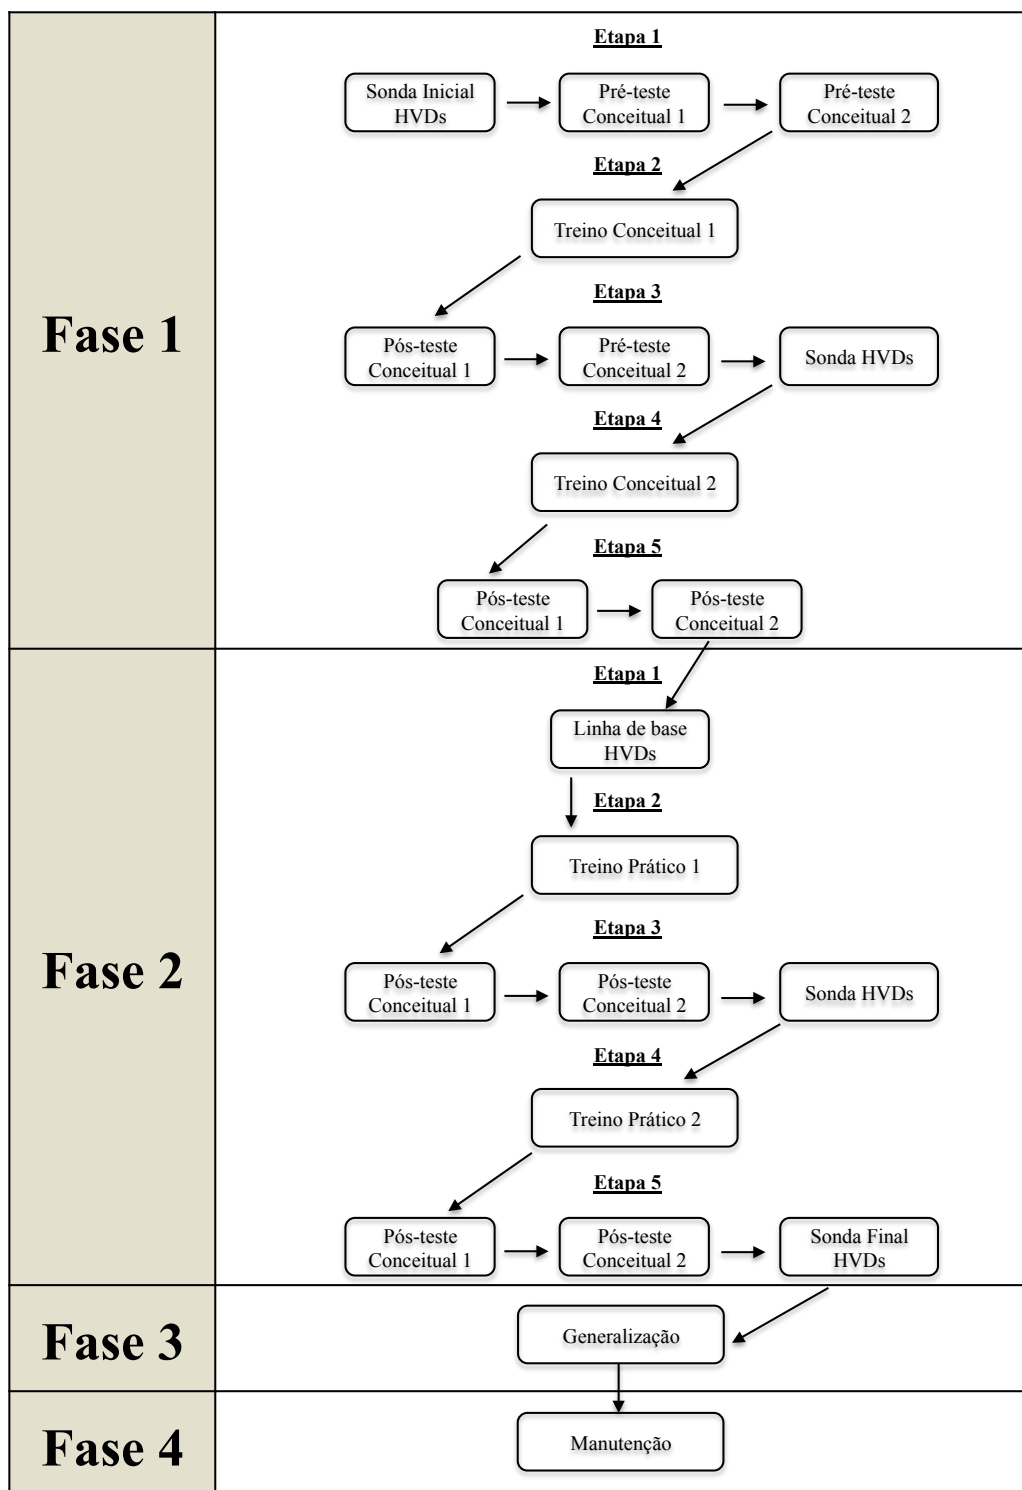 Fase 1
Etapa 1
Sonda Inicial
HVDs
Pré-teste
Conceitual 1
Pré-teste
Conceitual 2
Etapa 2
Treino Conceitual 1
Etapa 3
Pós-teste
Conceitual 1
Pré-teste
Conceitual 2
Sonda HVDs
Etapa 4
Treino Conceitual 2
Etapa 5
Pós-teste
Conceitual 1
Pós-teste
Conceitual 2
Fase 2
Etapa 1
Linha de base
HVDs
Etapa 2
Treino Prático 1
Etapa 3
Pós-teste
Conceitual 1
Pós-teste
Conceitual 2
Sonda HVDs
Etapa 4
Treino Prático 2
Etapa 5
Pós-teste
Conceitual 1
Pós-teste
Conceitual 2
Sonda Final
HVDs
Fase 3
Generalização
Fase 4
Manutenção